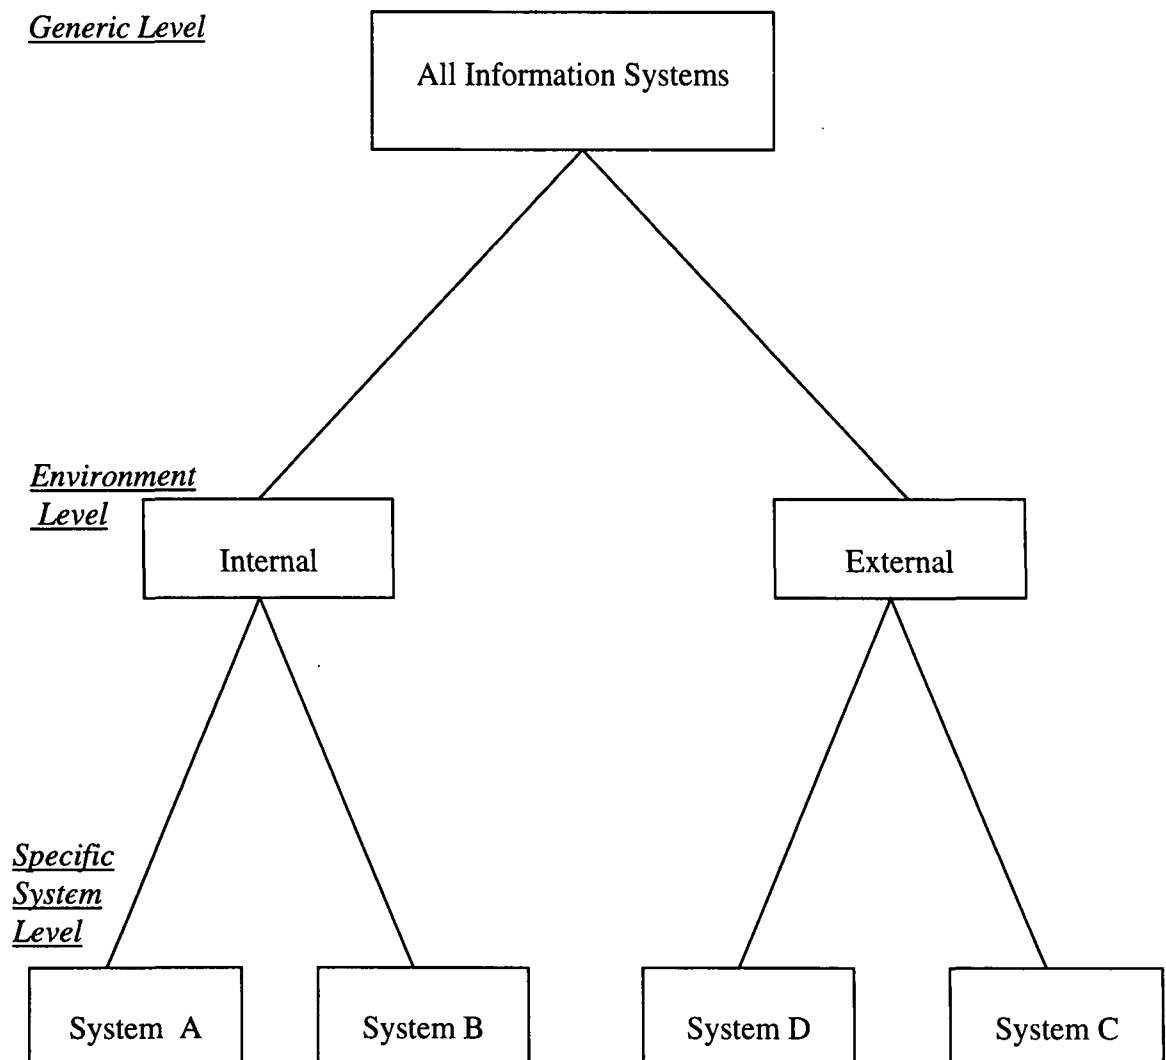 Generic Level
All Information Systems
Environment
Level
Internal
External
Specific
System
Level
System A
System B
System D
System C